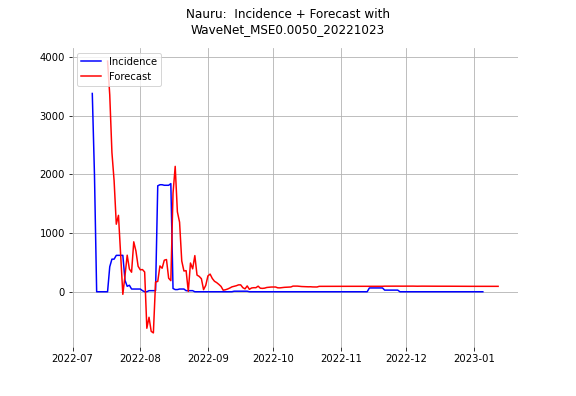 Nauru:  Incidence + Forecast with
WaveNet_MSE0.0050_20221023
Incidence
Forecast
4000
3000
2000
1000
0
2022-07 2022-08 2022-09 2022-10 2022-11 2022-12 2023-01